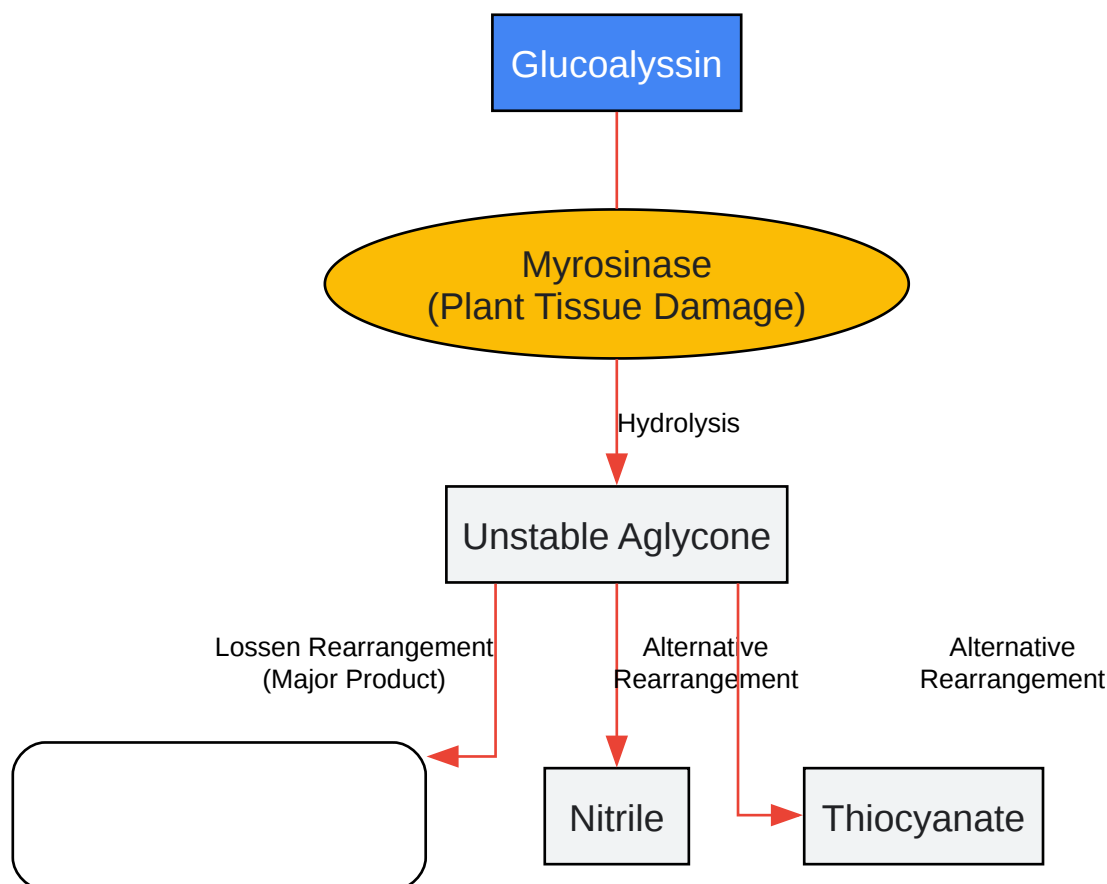 Glucoalyssin
Myrosinase
(Plant Tissue Damage)
Hydrolysis
Unstable Aglycone
Lossen Rearrangement
(Major Product)
Alternative
Rearrangement
Alternative
Rearrangement
Nitrile
Thiocyanate